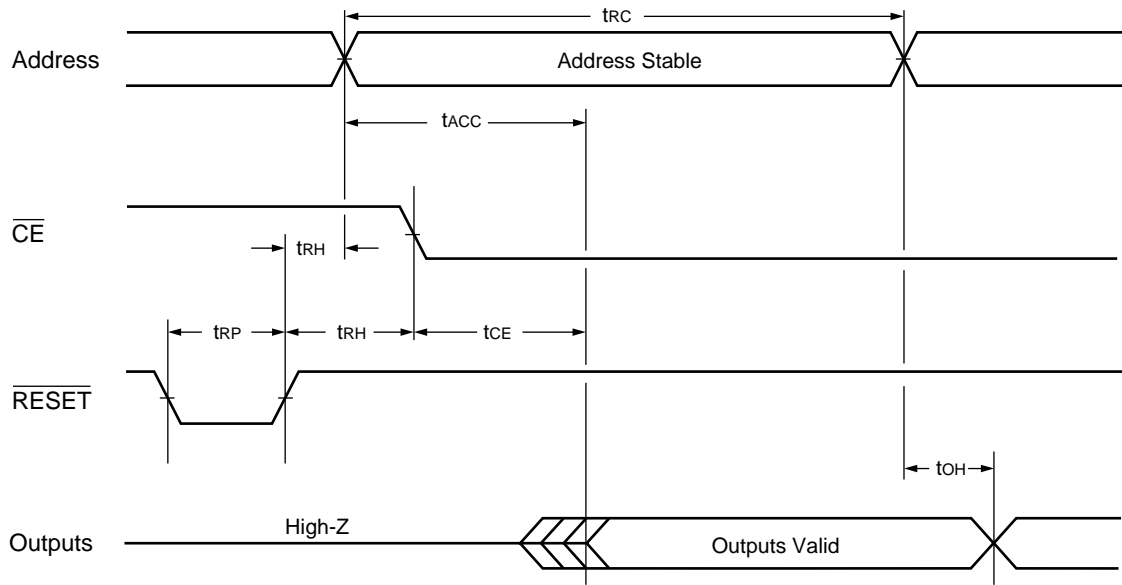 tRC
Address
Address Stable
tACC
CE
tRH
tRP
tRH
tCE
RESET
tOH
High-Z
Outputs
Outputs Valid